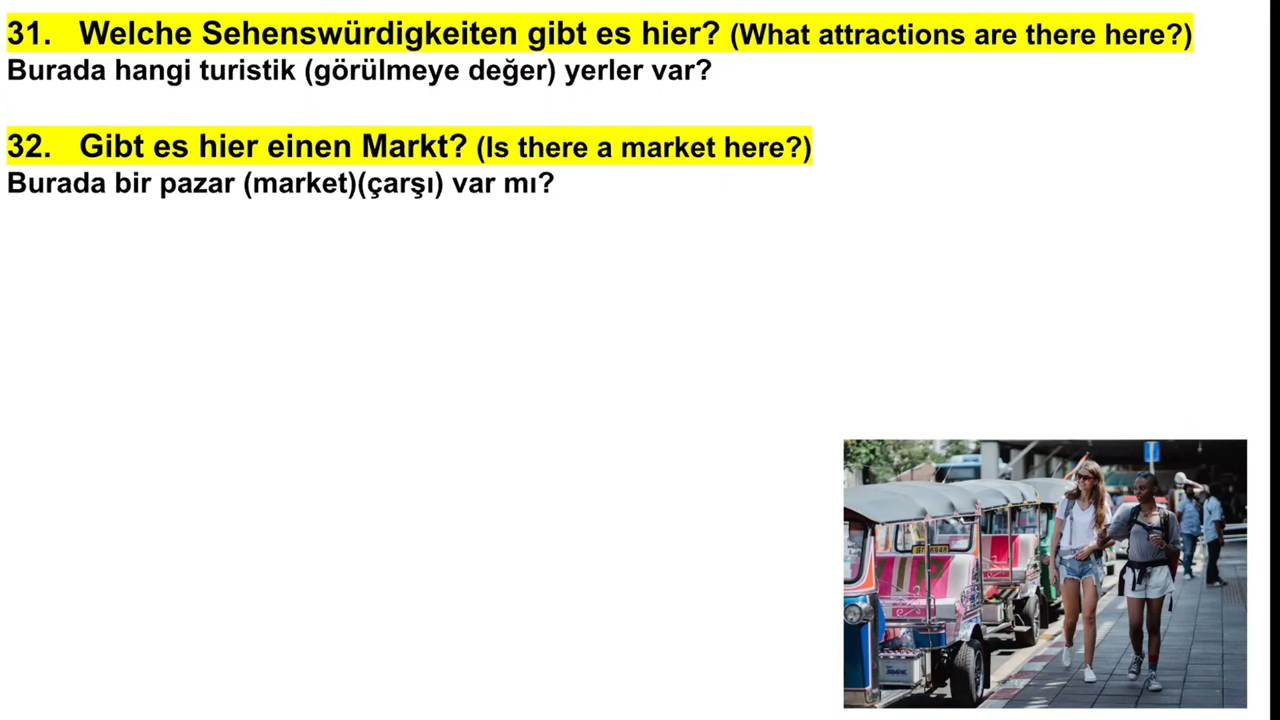 31. Welche Sehenswürdigkeiten gibt es hier? (What attractions are there here?)
Burada hangi turistik (görülmeye değer) yerler var?
32. Gibt es hier einen Markt? (Is there a market here?)
Burada bir pazar (market)(çarşı) var mı?